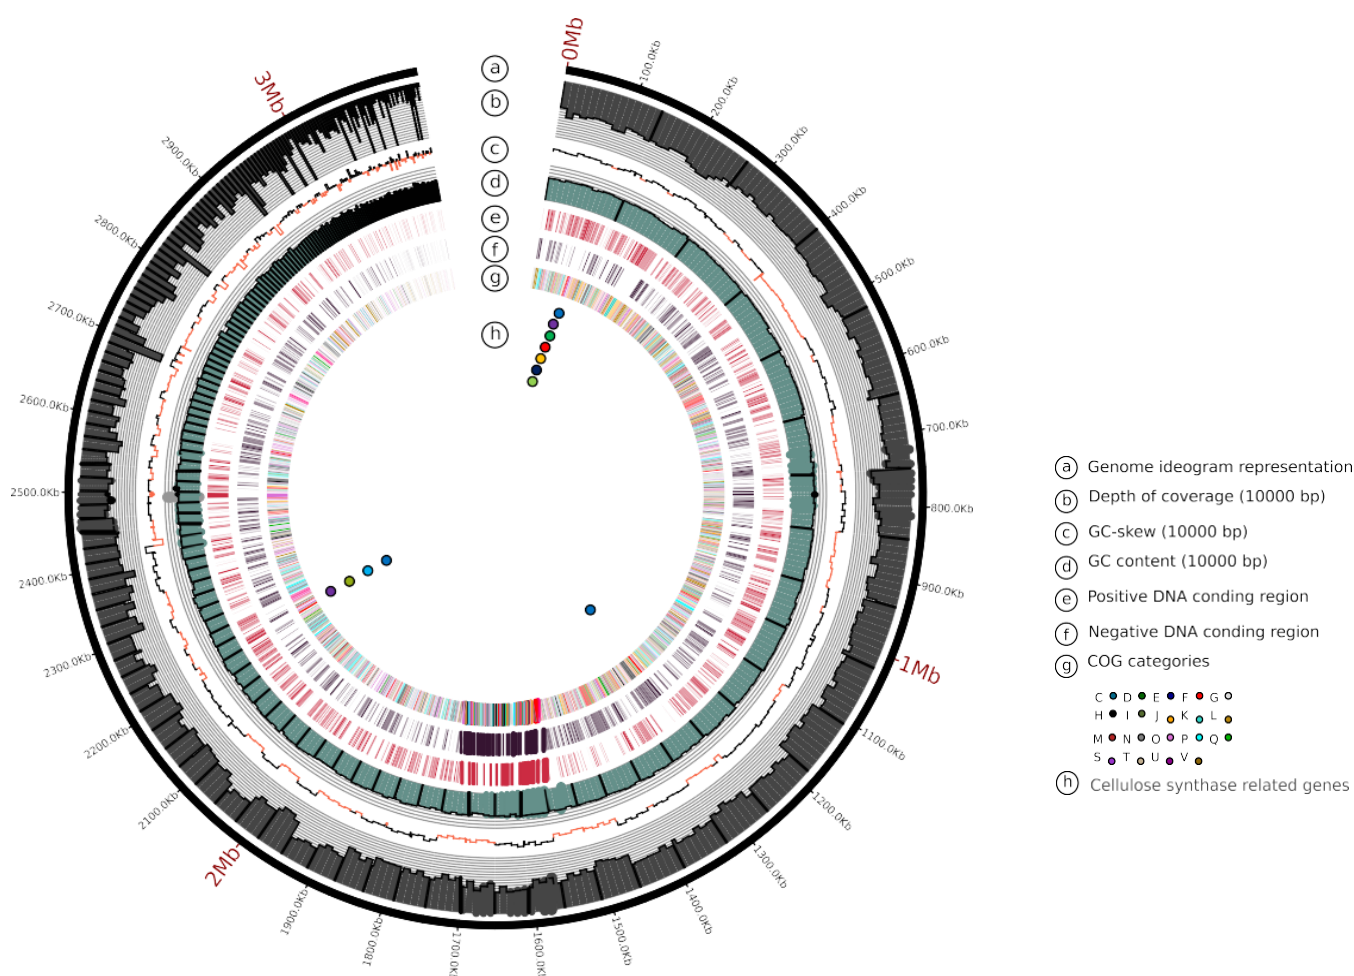 0Mb
100.0Kb
200.0Kb
300.0Kb
400.0Kb
500.0Kb
600.0Kb
700.0Kb
800.0Kb
900.0Kb
1Mb
1100.0Kb
1200.0Kb
1300.0Kb
1400.0Kb
1500.0Kb
1600.0Kb
1700.0Kb
1800.0Kb
1900.0Kb
2Mb
2100.0Kb
2200.0Kb
2300.0Kb
2400.0Kb
2500.0Kb
2600.0Kb
2700.0Kb
2800.0Kb
2900.0Kb
3Mb
a
b
c
d
e
f
g
h
a Genome ideogram representation
b Depth of coverage (10000 bp)
c GC-skew (10000 bp)
d GC content (10000 bp)
e Positive DNA conding region
f Negative DNA conding region
g COG categories
C D E F G
H I J K L
M N O P Q
S T U V
h Cellulose synthase related genes